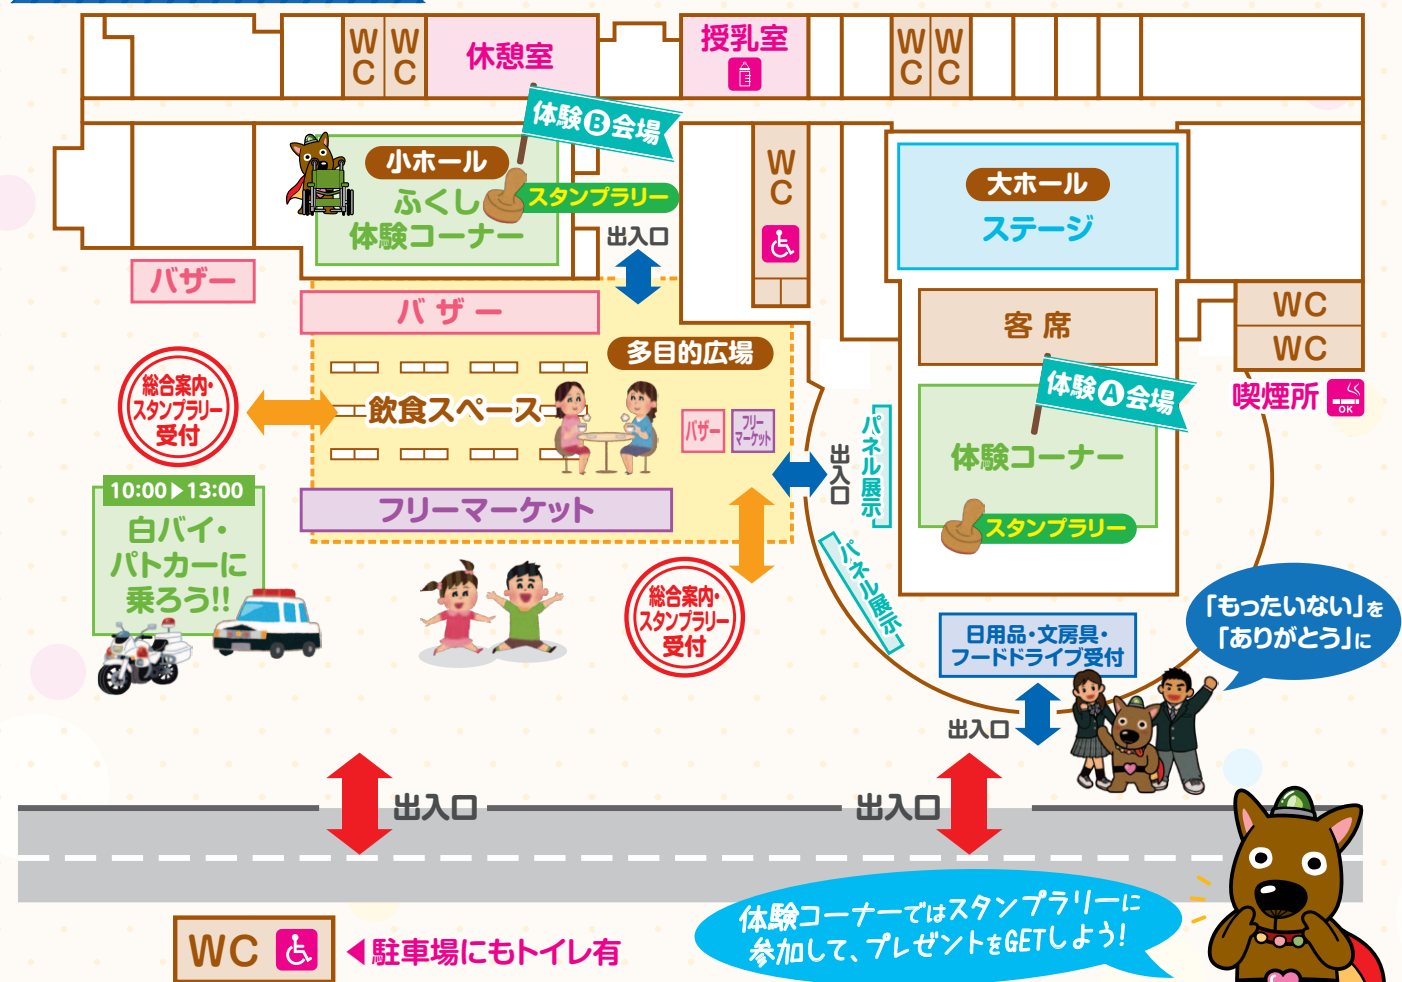 WC
WC
休憩室
授乳室
WC
WC
体験B会場
小ホール
ふくし
体験コーナー
スタンプラリー
出入口
WC
大ホール
ステージ
バザー
バザー
客席
WC
WC
多目的広場
総合案内・
スタンプラリー
受付
飲食スペース
バザー
フリー
マーケット
体験A会場
喫煙所
OK
パネル展示
出入口
体験コーナー
10:00▶13:00
白バイ・
パトカーに
乗ろう!!
フリーマーケット
スタンプラリー
パネル展示
総合案内・
スタンプラリー
受付
「もったいない」を
「ありがとう」に
日用品・文房具・
フードドライブ受付
出入口
出入口
出入口
体験コーナーではスタンプラリーに
参加して、プレゼントをGETしよう!
WC
◀駐車場にもトイレ有